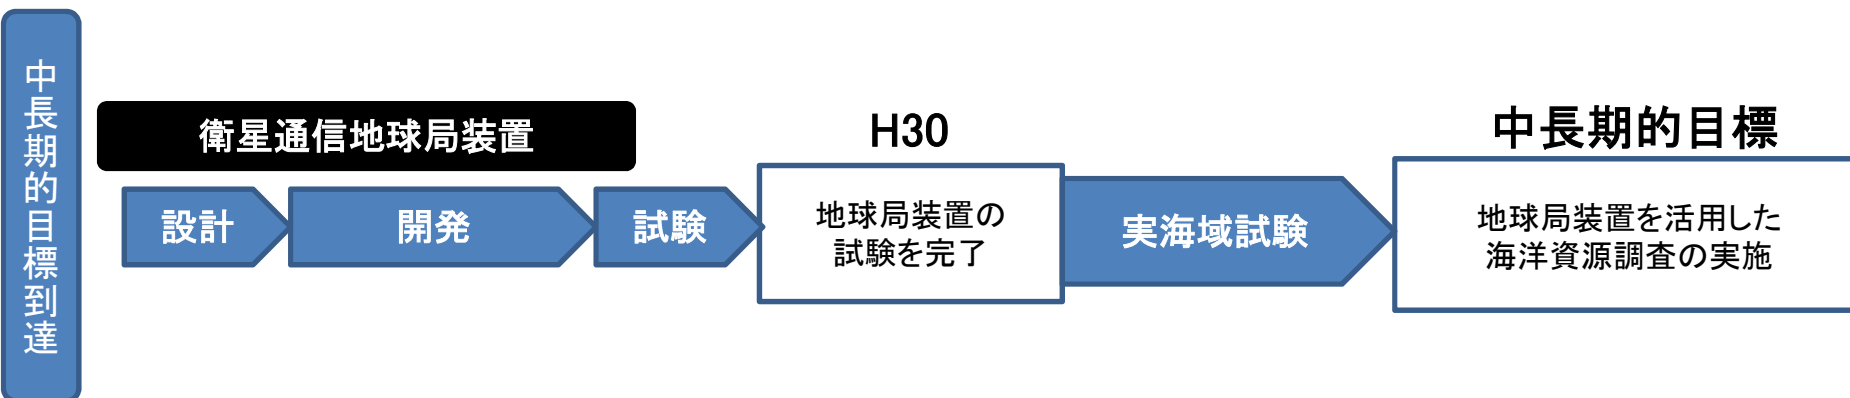 中長期的目標到達
衛星通信地球局装置
設計
開発
試験
H30
地球局装置の
試験を完了
実海域試験
中長期的目標
地球局装置を活用した
海洋資源調査の実施